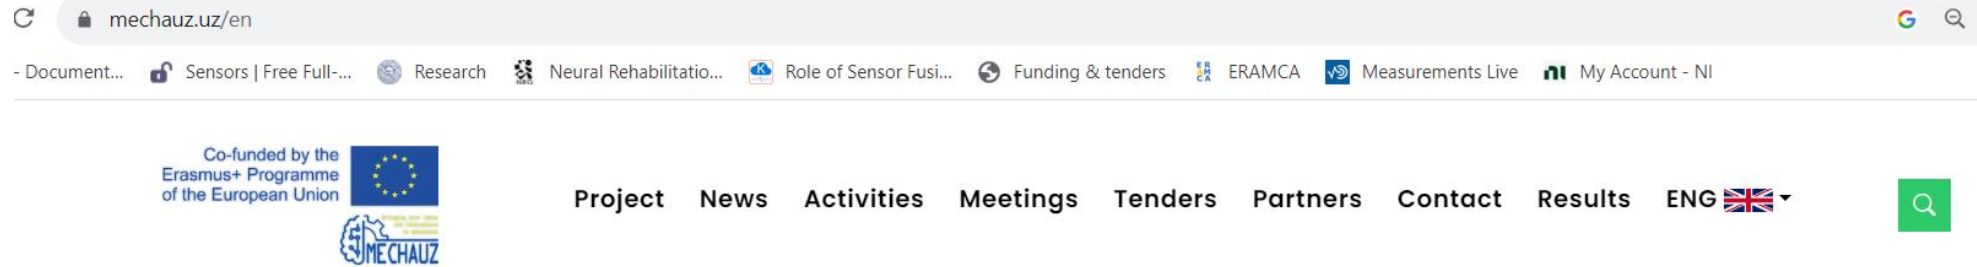 mechauz.uz/en
- Document... Sensors | Free Full-... Research Neural Rehabilitatio... Role of Sensor Fusi... Funding & tenders ERAMCA Measurements Live My Account - NI
Co-funded by the
Erasmus+ Programme
of the European Union
MECHAUZ
Project News Activities Meetings Tenders Partners Contact Results ENG